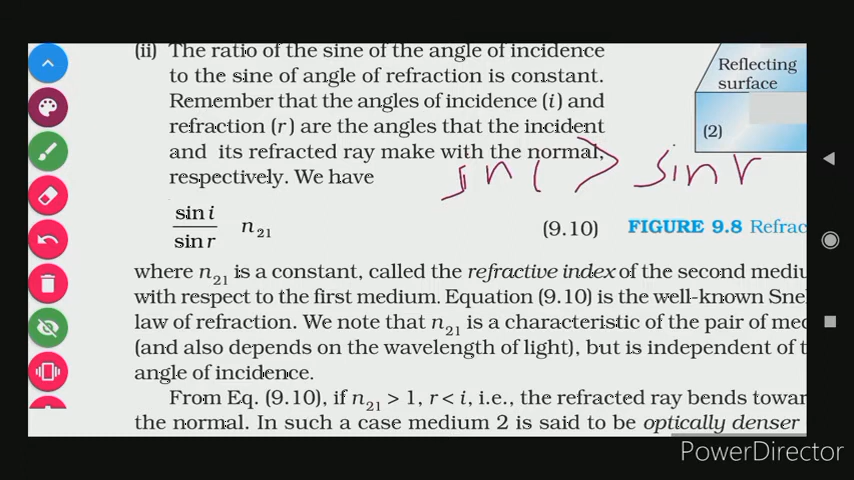 (ii) The ratio of the sine of the angle of incidence
to the sine of angle of refraction is constant.
Remember that the angles of incidence (i) and
refraction (r) are the angles that the incident
and its refracted ray make with the normal,
respectively. We have
sin i > sin r
sin i
sin r
n21
(9.10)
Reflecting
surface
(2)
FIGURE 9.8 Refrac
where n21 is a constant, called the refractive index of the second mediu
with respect to the first medium. Equation (9.10) is the well-known Snel
law of refraction. We note that n21 is a characteristic of the pair of med
(and also depends on the wavelength of light), but is independent of t
angle of incidence.
From Eq. (9.10), if n21 > 1, r < i, i.e., the refracted ray bends towar
the normal. In such a case medium 2 is said to be optically denser
PowerDirector